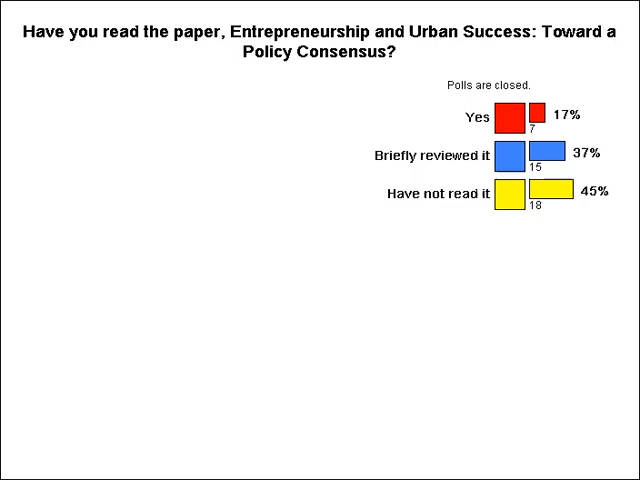 Have you read the paper, Entrepreneurship and Urban Success: Toward a
Policy Consensus?
Polls are closed.
Yes 17%
7
Briefly reviewed it 37%
15
Have not read it 45%
18